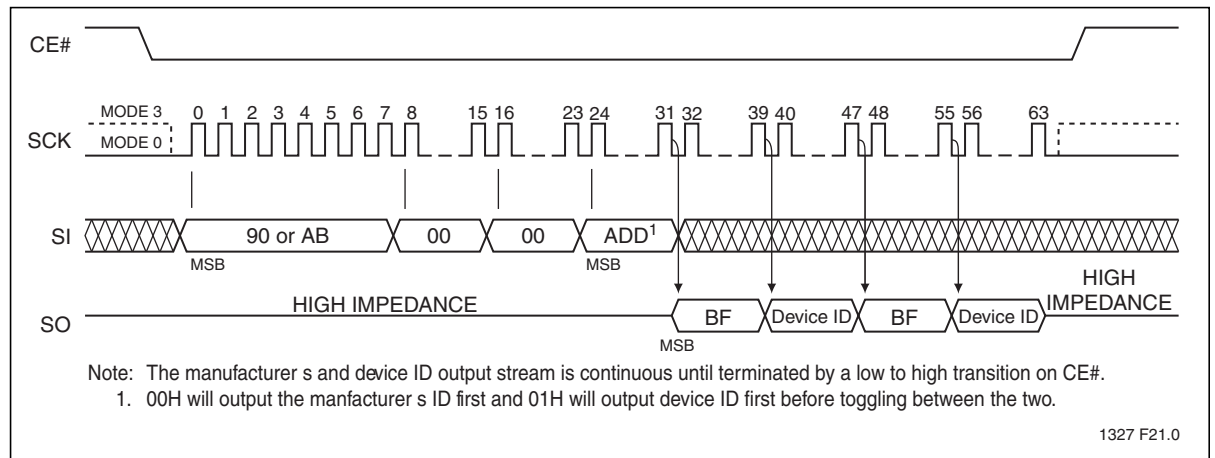 CE#
MODE 3 0 1 2 3 4 5 6 7 8 15 16 23 24 31 32 39 40 47 48 55 56 63
SCK MODE 0
SI 90 or AB 00 00 ADD1
MSB MSB
HIGH IMPEDANCE
HIGH IMPEDANCE
SO BF Device ID BF Device ID
MSB
Note: The manufacturer s and device ID output stream is continuous until terminated by a low to high transition on CE#.
1. 00H will output the manfacturer s ID first and 01H will output device ID first before toggling between the two.
1327 F21.0